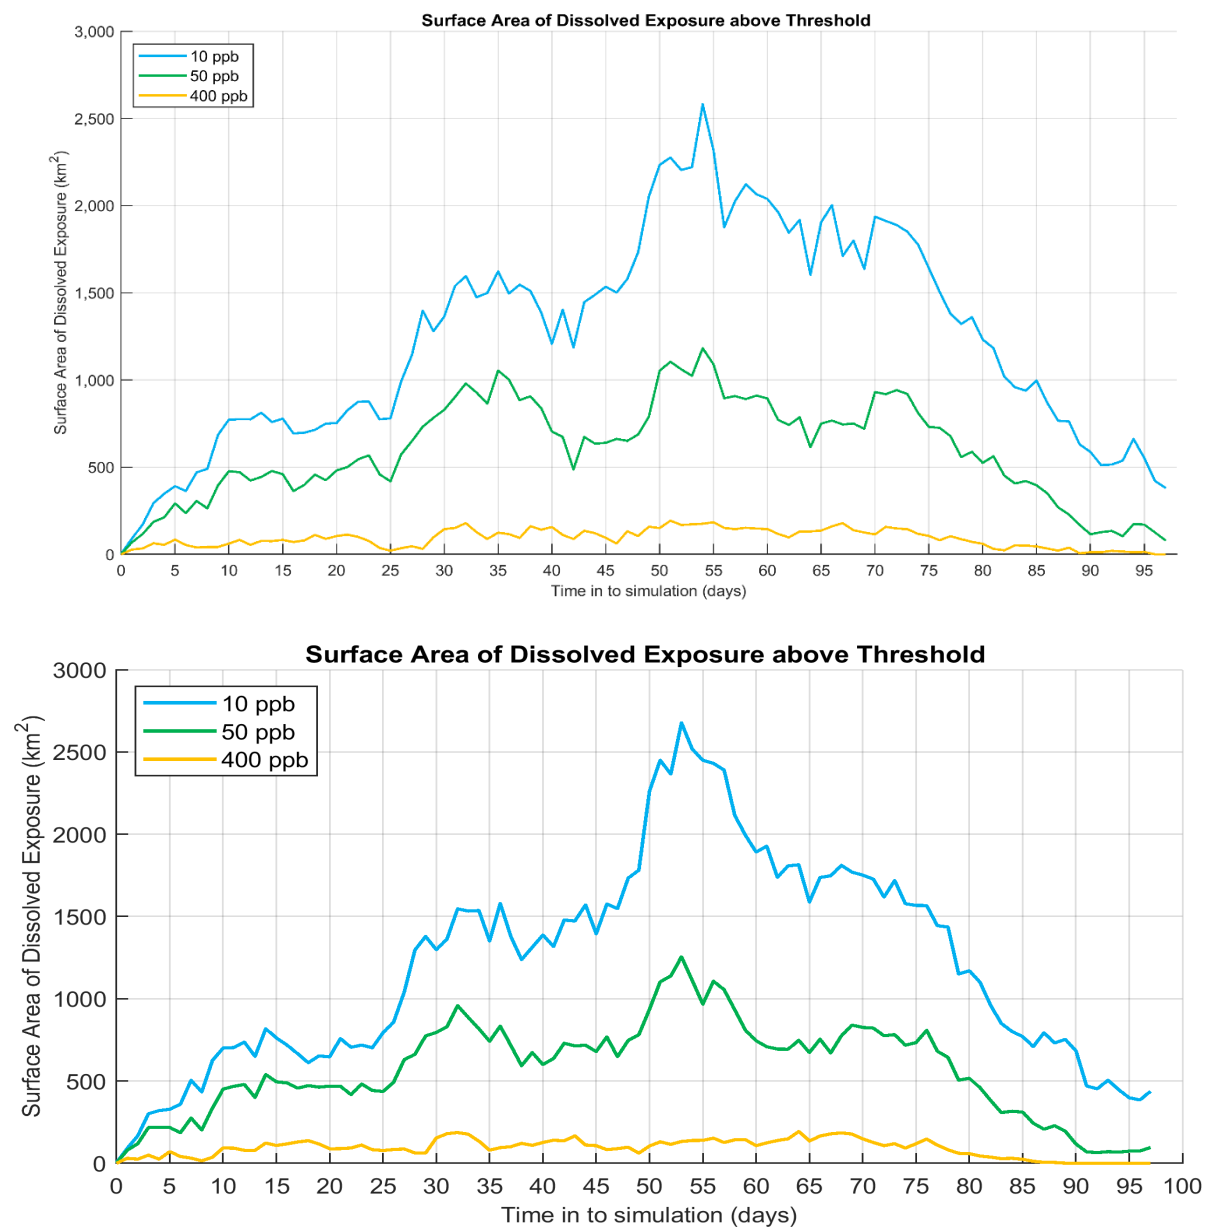 Surface Area of Dissolved Exposure above Threshold
3,000
10 ppb
50 ppb
400 ppb
2,500
2,000
1,500
1,000
500
0
Surface Area of Dissolved Exposure (km²)
0 5 10 15 20 25 30 35 40 45 50 55 60 65 70 75 80 85 90 95
Time in to simulation (days)
Surface Area of Dissolved Exposure above Threshold
3000
10 ppb
50 ppb
400 ppb
2500
2000
1500
1000
500
0
Surface Area of Dissolved Exposure (km²)
0 5 10 15 20 25 30 35 40 45 50 55 60 65 70 75 80 85 90 95 100
Time in to simulation (days)